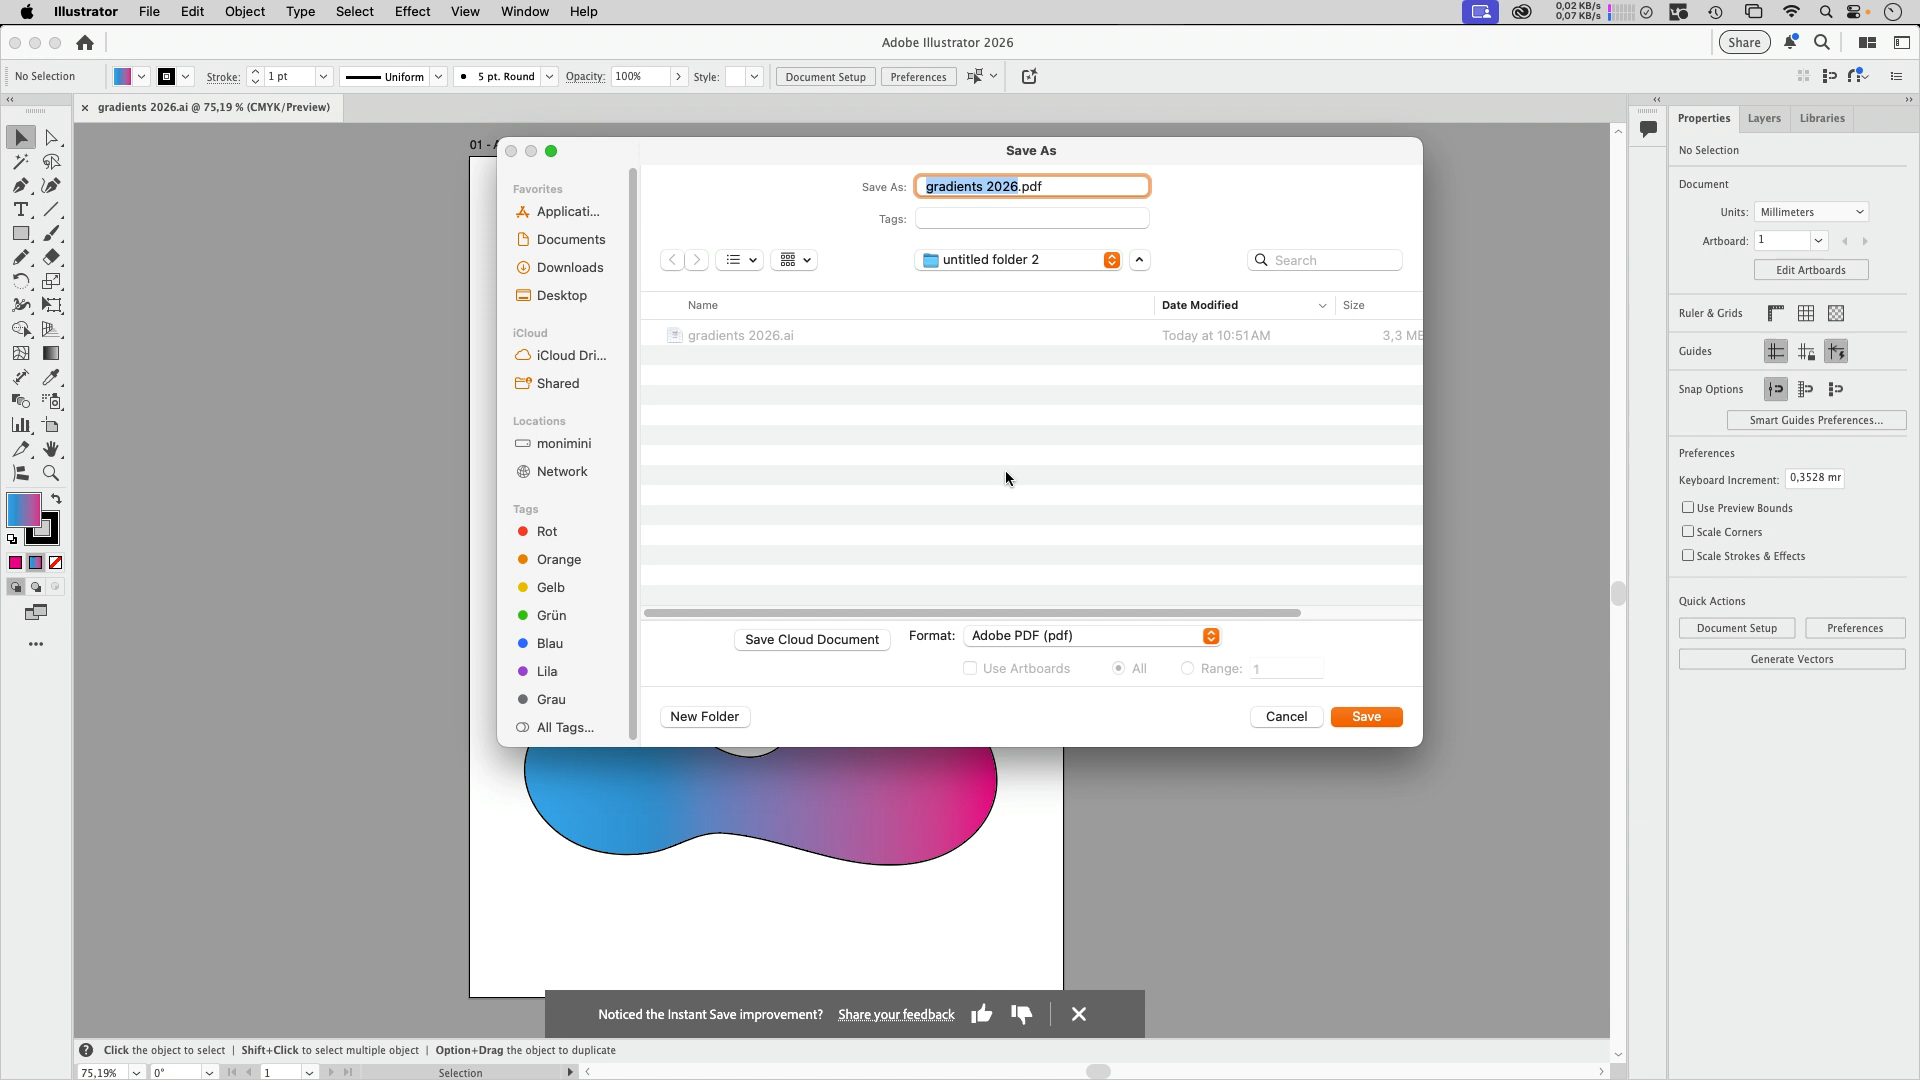 Illustrator File Edit Object Type Select Effect View Window Help
0,02 KB/s
0,07 KB/s
Adobe Illustrator 2026
Share
No Selection
Stroke: 1 pt Uniform 5 pt. Round Opacity: 100% Style: Document Setup Preferences
gradients 2026.ai @ 75,19 % (CMYK/Preview)
01 - A
Save As
Save As: gradients 2026.pdf
Tags:
untitled folder 2
Search
Favorites
Applicati...
Documents
Downloads
Desktop
iCloud
iCloud Dri...
Shared
Locations
monimini
Network
Tags
Rot
Orange
Gelb
Grün
Blau
Lila
Grau
All Tags...
Name Date Modified Size
gradients 2026.ai Today at 10:51 AM 3,3 ME
Save Cloud Document Format: Adobe PDF (pdf)
Use Artboards All Range: 1
New Folder Cancel Save
Properties Layers Libraries
No Selection
Document
Units: Millimeters
Artboard: 1
Edit Artboards
Ruler & Grids
Guides
Snap Options
Smart Guides Preferences...
Preferences
Keyboard Increment: 0,3528 mr
Use Preview Bounds
Scale Corners
Scale Strokes & Effects
Quick Actions
Document Setup Preferences
Generate Vectors
Noticed the Instant Save improvement? Share your feedback
Click the object to select | Shift+Click to select multiple object | Option+Drag the object to duplicate
75,19% 0° 1 Selection